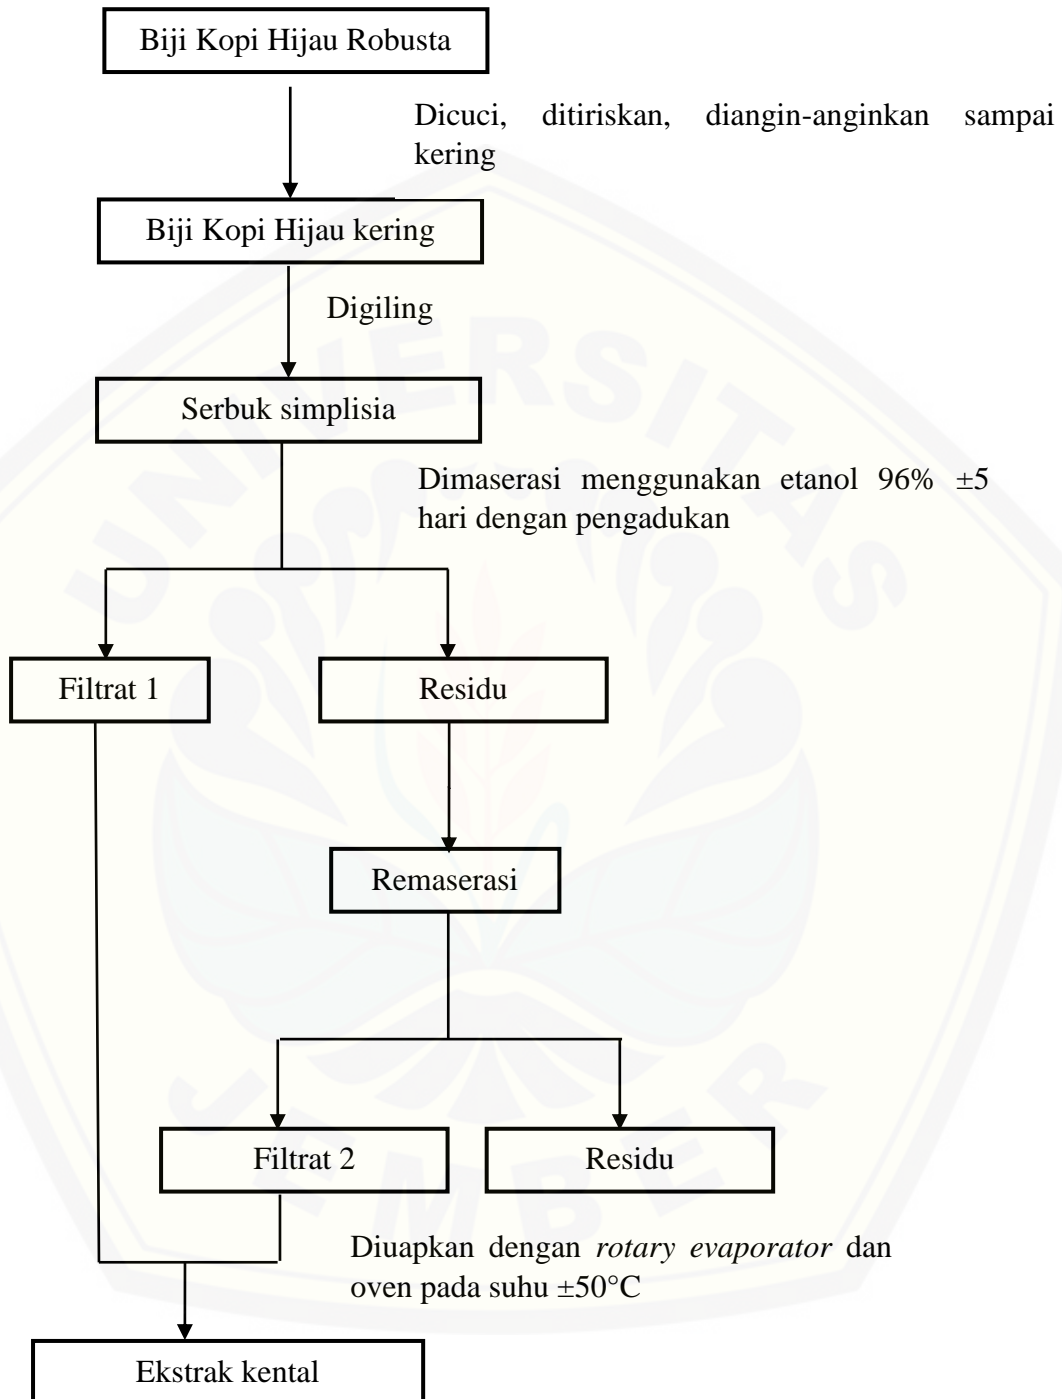 Biji Kopi Hijau Robusta
Dicuci, ditiriskan, diangin-anginkan sampai
kering
Biji Kopi Hijau kering
Digiling
Serbuk simplisia
Dimaserasi menggunakan etanol 96% ±5
hari dengan pengadukan
Filtrat 1
Residu
Remaserasi
Filtrat 2
Residu
Diuapkan dengan rotary evaporator dan
oven pada suhu ±50°C
Ekstrak kental
UNIVERSITAS
JEMBER